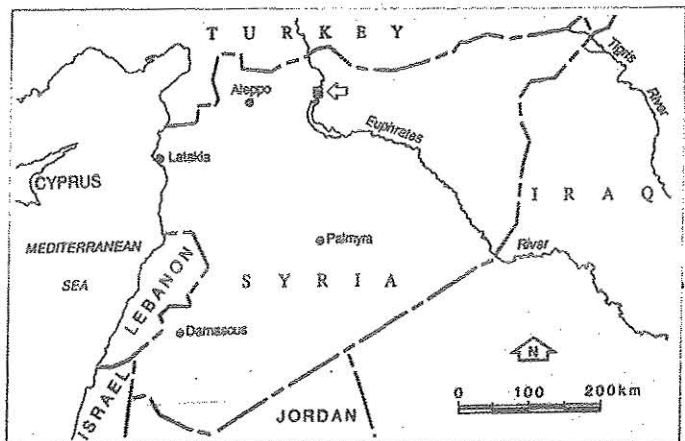 TURKEY
Tigris
River
Aleppo
Euphrates
Latakia
CYPRUS
IRAQ
MEDITERRANEAN
SEA
Palmyra
River
SYRIA
LEBANON
Damascus
N
ISRAEL
JORDAN
0 100 200km